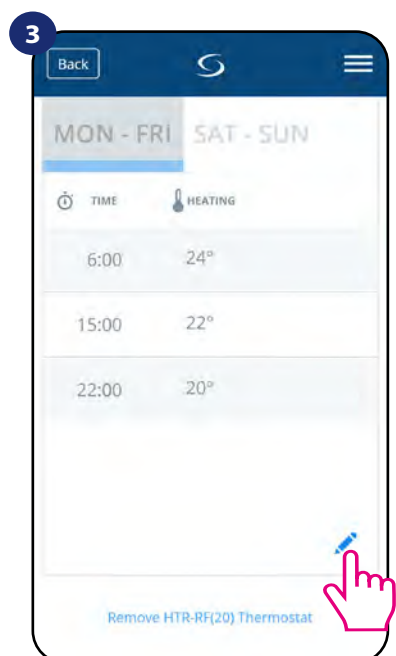 3
Back
MON - FRI SAT - SUN
TIME HEATING
6:00 24°
15:00 22°
22:00 20°
Remove HTR-RF(20) Thermostat